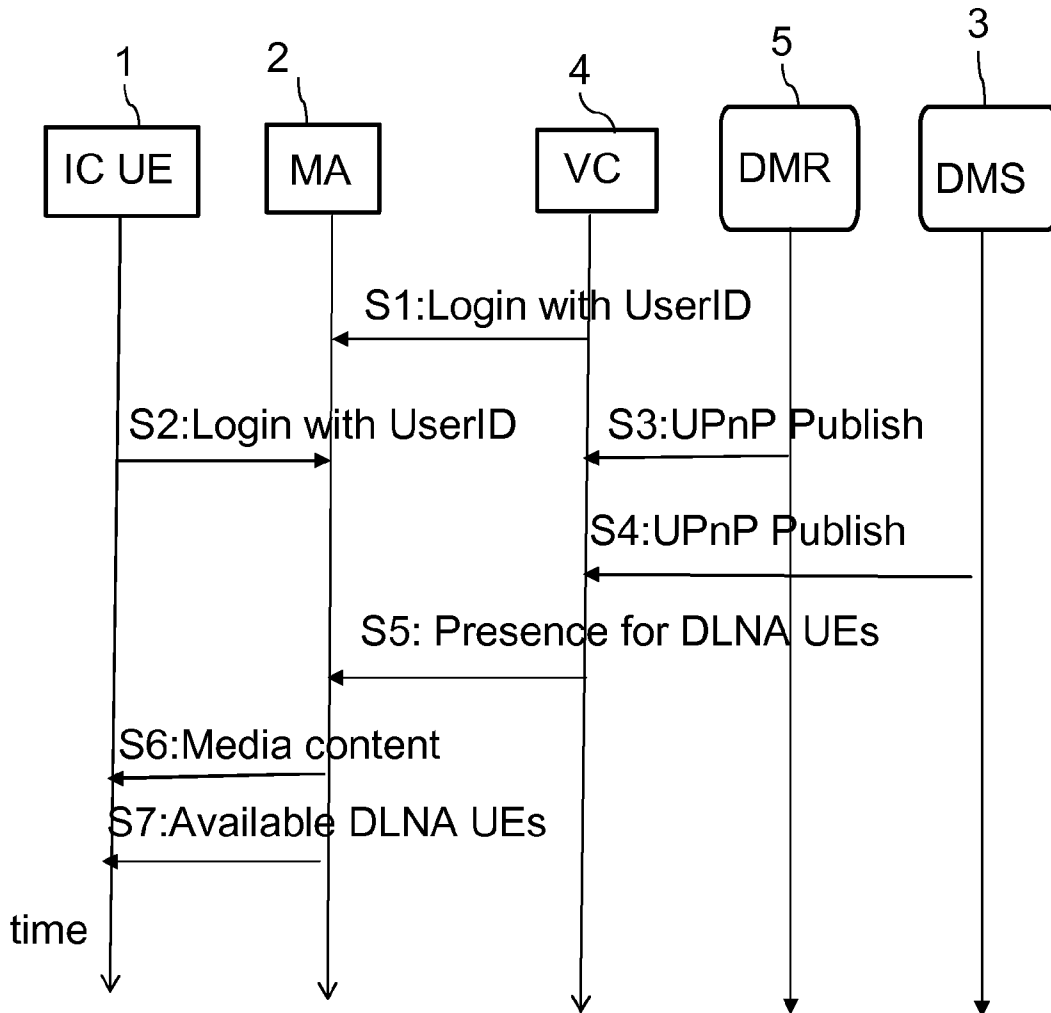 1
2
4
5
3
IC UE
MA
VC
DMR
DMS
S1:Login with UserID
S2:Login with UserID
S3:UPnP Publish
S4:UPnP Publish
S5: Presence for DLNA UEs
S6:Media content
S7:Available DLNA UEs
time